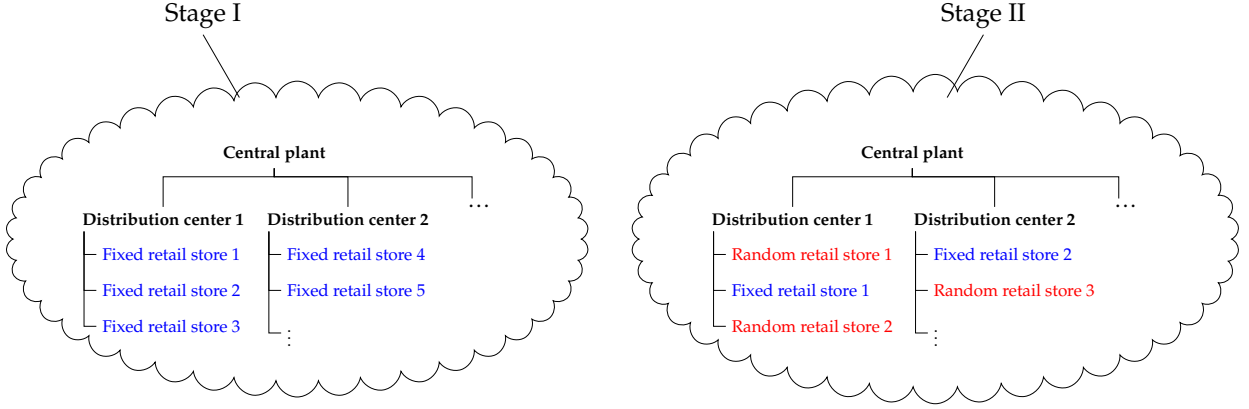 Stage I
Central plant
Distribution center 1
Fixed retail store 1
Fixed retail store 2
Fixed retail store 3
Distribution center 2
Fixed retail store 4
Fixed retail store 5
⋮
...
Stage II
Central plant
Distribution center 1
Random retail store 1
Fixed retail store 1
Random retail store 2
Distribution center 2
Fixed retail store 2
Random retail store 3
⋮
...